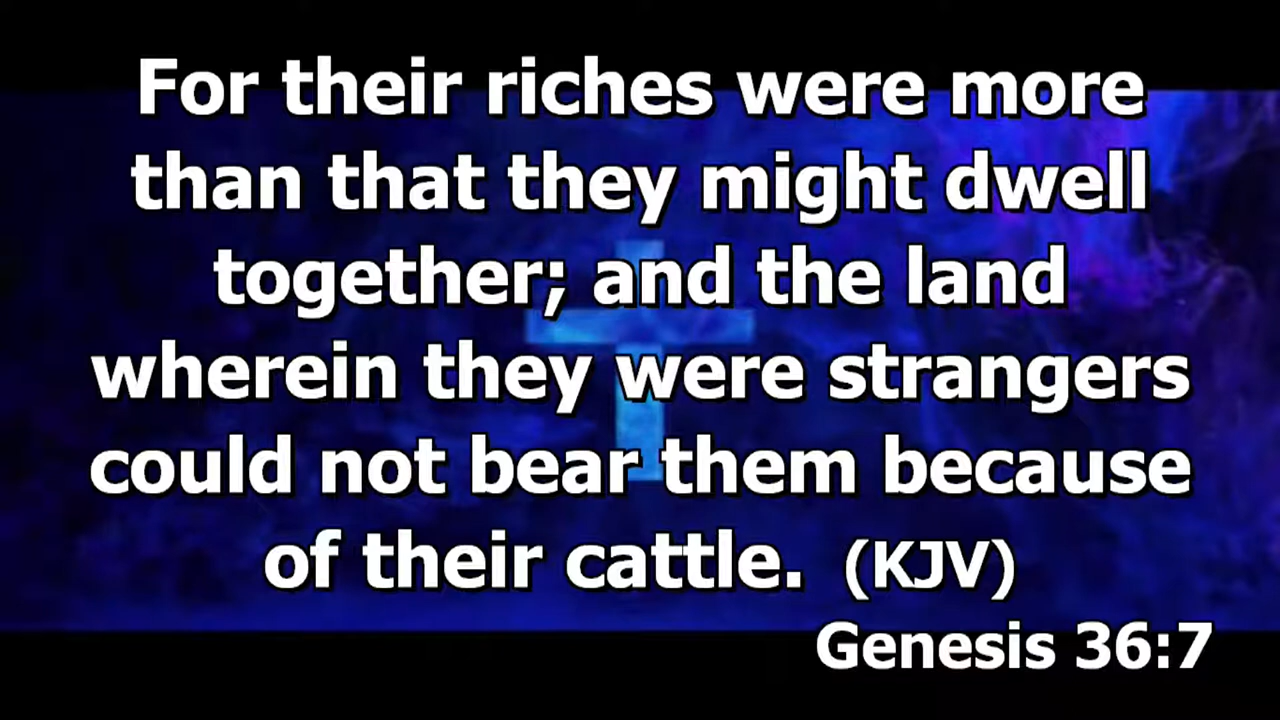 For their riches were more
than that they might dwell
together; and the land
wherein they were strangers
could not bear them because
of their cattle. (KJV)
Genesis 36:7